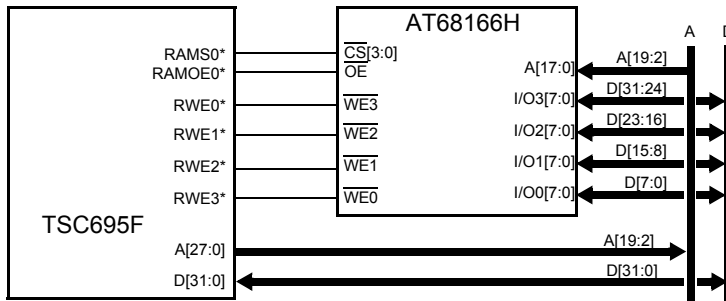 AT68166H
A D
RAMS0* CS[3:0] A[19:2]
RAMOE0* OE A[17:0]
RWE0* WE3 I/O3[7:0] D[31:24]
RWE1* WE2 I/O2[7:0] D[23:16]
RWE2* WE1 I/O1[7:0] D[15:8]
RWE3* WE0 I/O0[7:0] D[7:0]
TSC695F
A[27:0] A[19:2]
D[31:0] D[31:0]